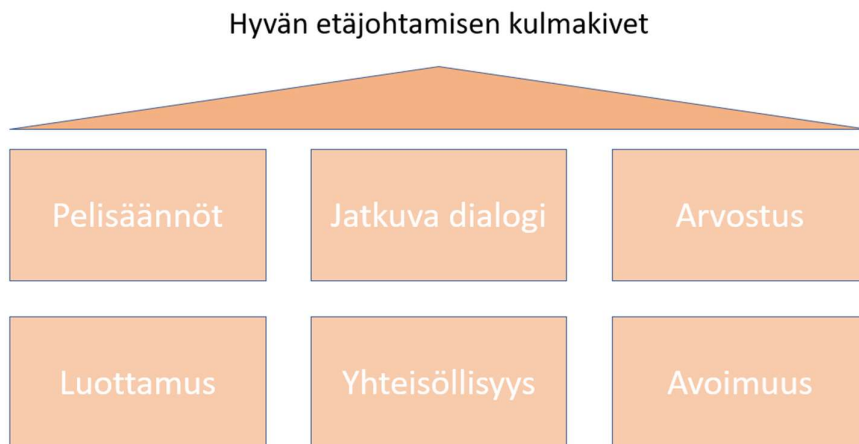 Hyvän etäjohtamisen kulmakivet
Pelisäännöt
Jatkuva dialogi
Arvostus
Luottamus
Yhteisöllisyys
Avoimuus